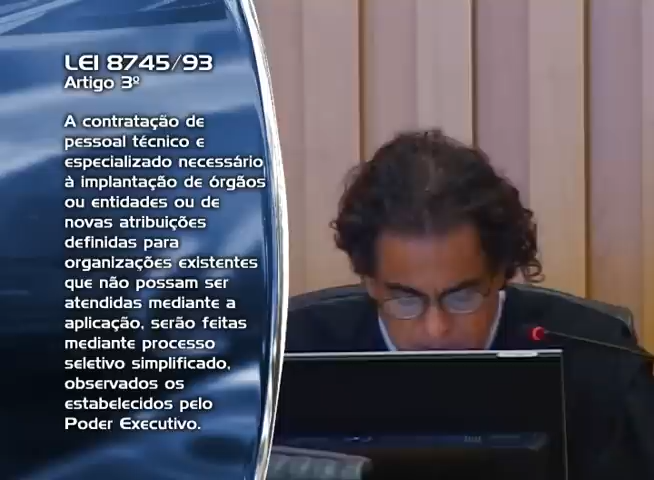 LEI 8745/93
Artigo 3º
A contratação de
pessoal técnico e
especializado necessário
à implantação de órgãos
ou entidades ou de
novas atribuições
definidas para
organizações existentes
que não possam ser
atendidas mediante a
aplicação, serão feitas
mediante processo
seletivo simplificado,
observados os
estabelecidos pelo
Poder Executivo.